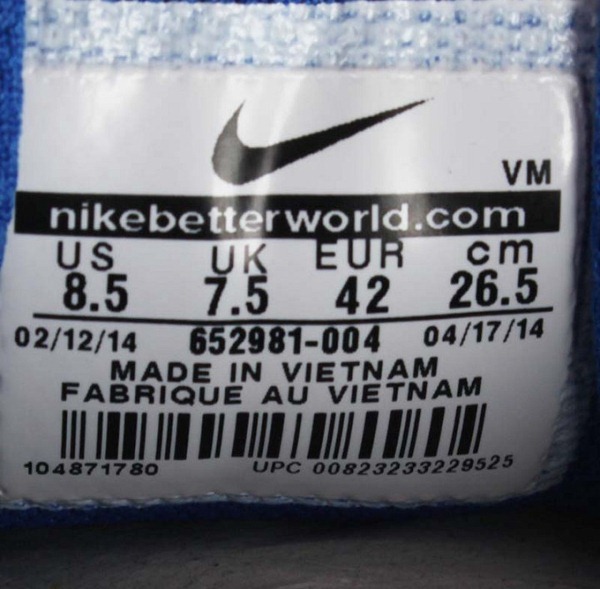 VM
nikebetterworld.com
US UK EUR cm
8.5 7.5 42 26.5
02/12/14 652981-004 04/17/14
MADE IN VIETNAM
FABRIQUE AU VIETNAM
104871780 UPC 00823233229525